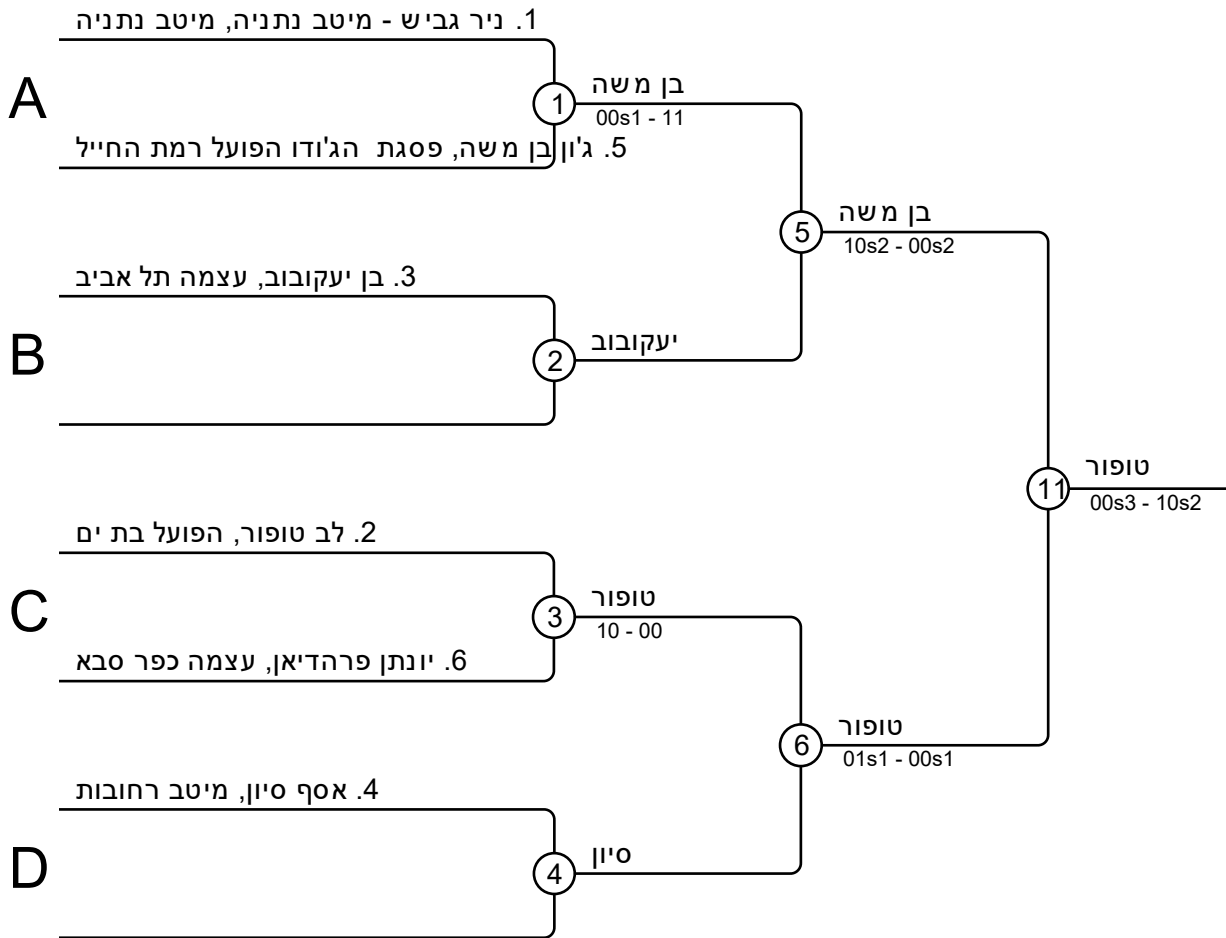 1. ניר גביש - מיטב נתניה, מיטב נתניה
A
1
בן משה
00s1 - 11
5. ג'ון בן משה, פסגת הג'ודו הפועל רמת החייל
5
בן משה
10s2 - 00s2
3. בן יעקובוב, עצמה תל אביב
B
2
יעקובוב
11
טופור
00s3 - 10s2
2. לב טופור, הפועל בת ים
C
3
טופור
10 - 00
6. יונתן פרהדיאן, עצמה כפר סבא
6
טופור
01s1 - 00s1
4. אסף סיון, מיטב רחובות
D
4
סיון